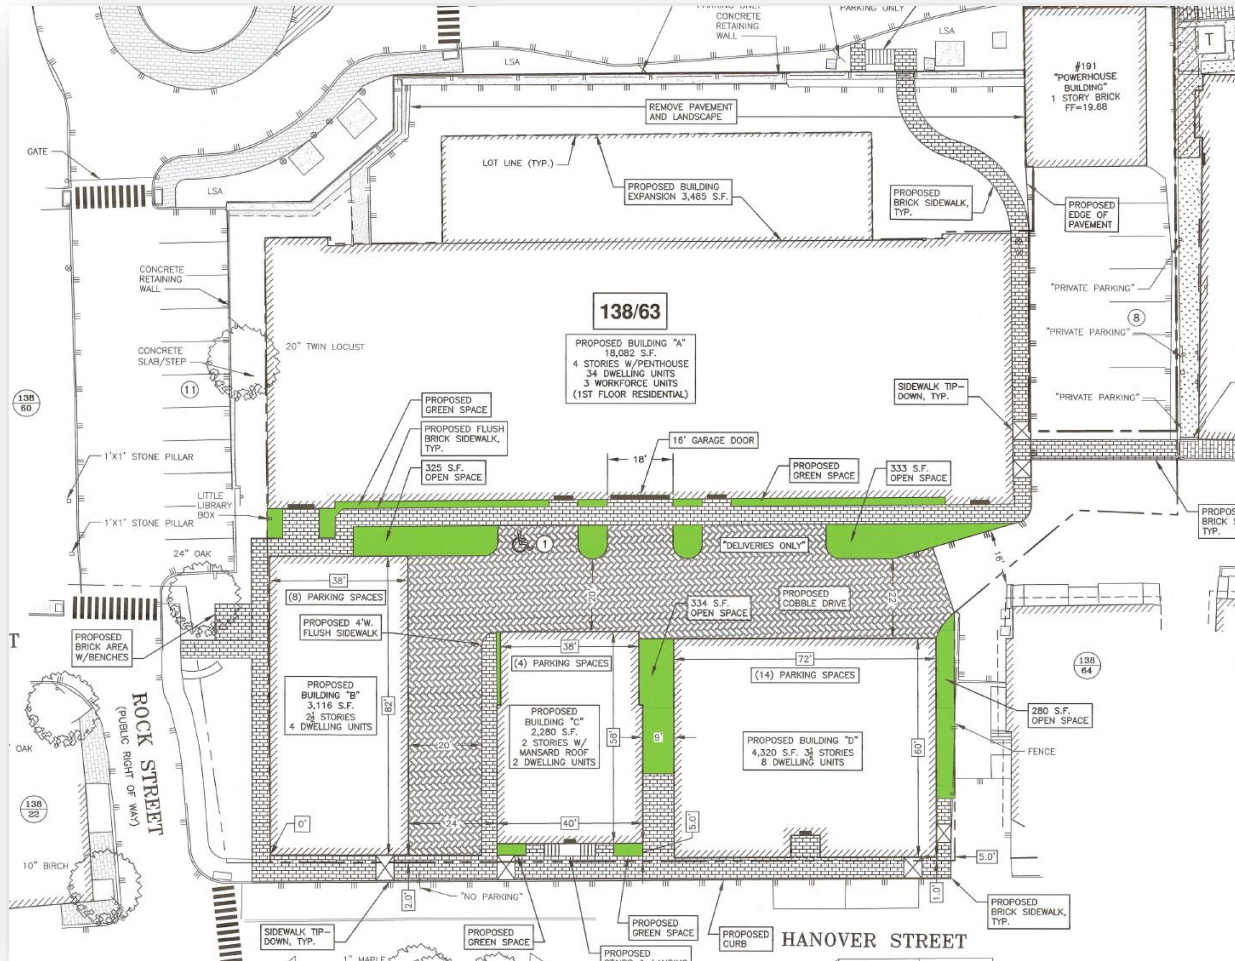 PARKING ONLY
CONCRETE
RETAINING
WALL
PARKING ONLY
LSA
LSA
T
#191
"POWERHOUSE
BUILDING"
1 STORY BRICK
FF=19.68
REMOVE PAVEMENT
AND LANDSCAPE
GATE
LOT LINE (TYP.)
LSA
PROPOSED BUILDING
EXPANSION 3,485 S.F.
PROPOSED
BRICK SIDEWALK,
TYP.
PROPOSED
EDGE OF
PAVEMENT
CONCRETE
RETAINING
WALL
"PRIVATE PARKING"
138/63
8
PROPOSED BUILDING "A"
18,082 S.F.
4 STORIES W/PENTHOUSE
34 DWELLING UNITS
3 WORKFORCE UNITS
(1ST FLOOR RESIDENTIAL)
"PRIVATE PARKING"
CONCRETE
SLAB/STEP
20" TWIN LOCUST
11
138
60
SIDEWALK TIP-
DOWN, TYP.
"PRIVATE PARKING"
PROPOSED
GREEN SPACE
PROPOSED FLUSH
BRICK SIDEWALK,
TYP.
16' GARAGE DOOR
18'
1'X1' STONE PILLAR
325 S.F.
OPEN SPACE
PROPOSED
GREEN SPACE
333 S.F.
OPEN SPACE
LITTLE
LIBRARY
BOX
1'X1' STONE PILLAR
PROPOS
BRICK S
TYP.
24" OAK
1
"DELIVERIES ONLY"
16'
38'
(8) PARKING SPACES
20'
22'
PROPOSED
COBBLE DRIVE
334 S.F.
OPEN SPACE
PROPOSED 4'W.
FLUSH SIDEWALK
T
PROPOSED
BRICK AREA
W/BENCHES
38'
(4) PARKING SPACES
72'
(14) PARKING SPACES
138
64
PROPOSED
BUILDING "B"
3,116 S.F.
2½ STORIES
4 DWELLING UNITS
82'
PROPOSED
BUILDING "C"
2,280 S.F.
2 STORIES W/
MANSARD ROOF
2 DWELLING UNITS
58'
9'
PROPOSED BUILDING "D"
4,320 S.F. 3½ STORIES
8 DWELLING UNITS
60'
280 S.F.
OPEN SPACE
FENCE
ROCK STREET
(PUBLIC RIGHT OF WAY)
OAK
20'
138
22
0'
24'
40'
5.0'
5.0'
10" BIRCH
2.0'
"NO PARKING"
1.0'
SIDEWALK TIP-
DOWN, TYP.
PROPOSED
GREEN SPACE
PROPOSED
GREEN SPACE
PROPOSED
CURB
HANOVER STREET
PROPOSED
BRICK SIDEWALK,
TYP.
1" MAPLE
PROPOSED